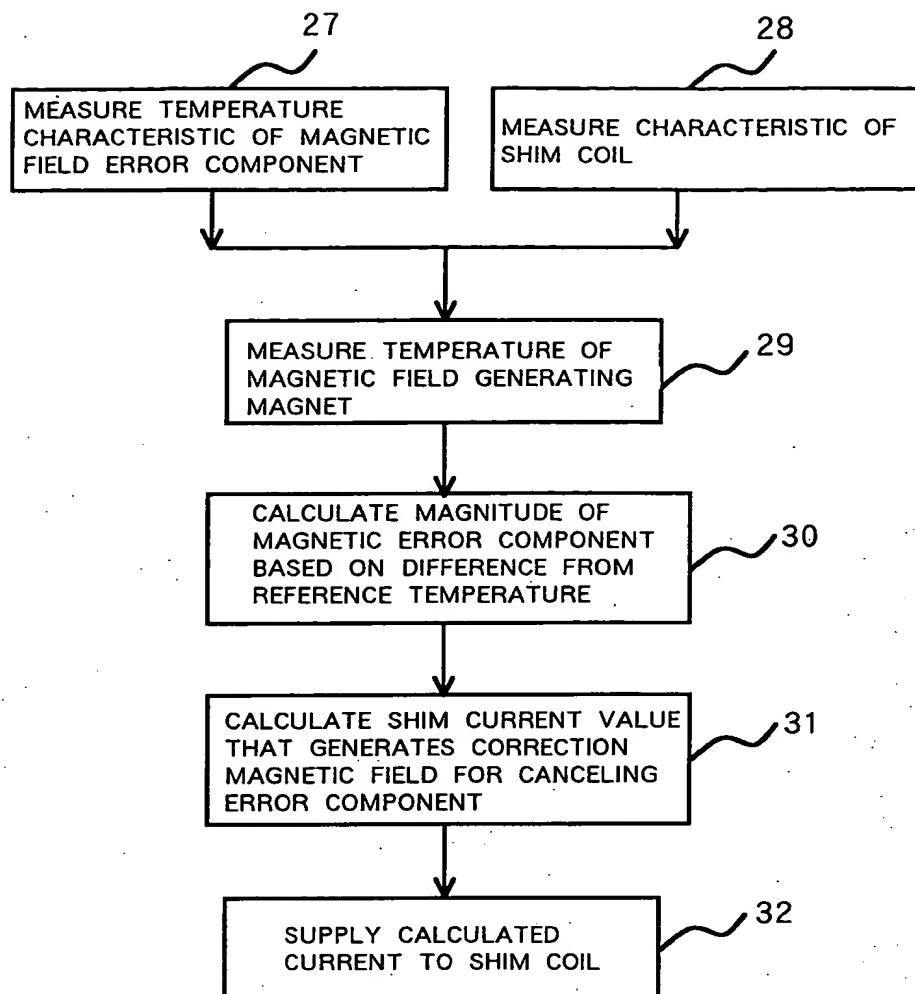 27
28
MEASURE TEMPERATURE
CHARACTERISTIC OF MAGNETIC
FIELD ERROR COMPONENT
MEASURE CHARACTERISTIC OF
SHIM COIL
29
MEASURE TEMPERATURE OF
MAGNETIC FIELD GENERATING
MAGNET
30
CALCULATE MAGNITUDE OF
MAGNETIC ERROR COMPONENT
BASED ON DIFFERENCE FROM
REFERENCE TEMPERATURE
31
CALCULATE SHIM CURRENT VALUE
THAT GENERATES CORRECTION
MAGNETIC FIELD FOR CANCELING
ERROR COMPONENT
32
SUPPLY CALCULATED
CURRENT TO SHIM COIL